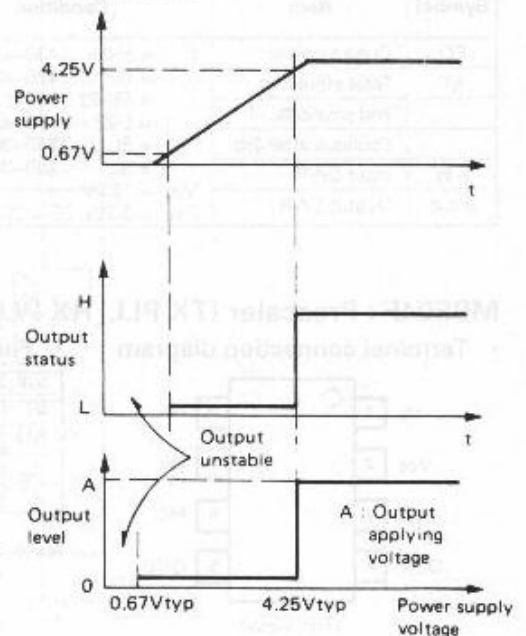 4.25V
Power
supply
0.67V
t
H
Output
status
L
t
Output
unstable
A
Output
level
A : Output
applying
voltage
0
0.67Vtyp
4.25Vtyp
Power supply
voltage